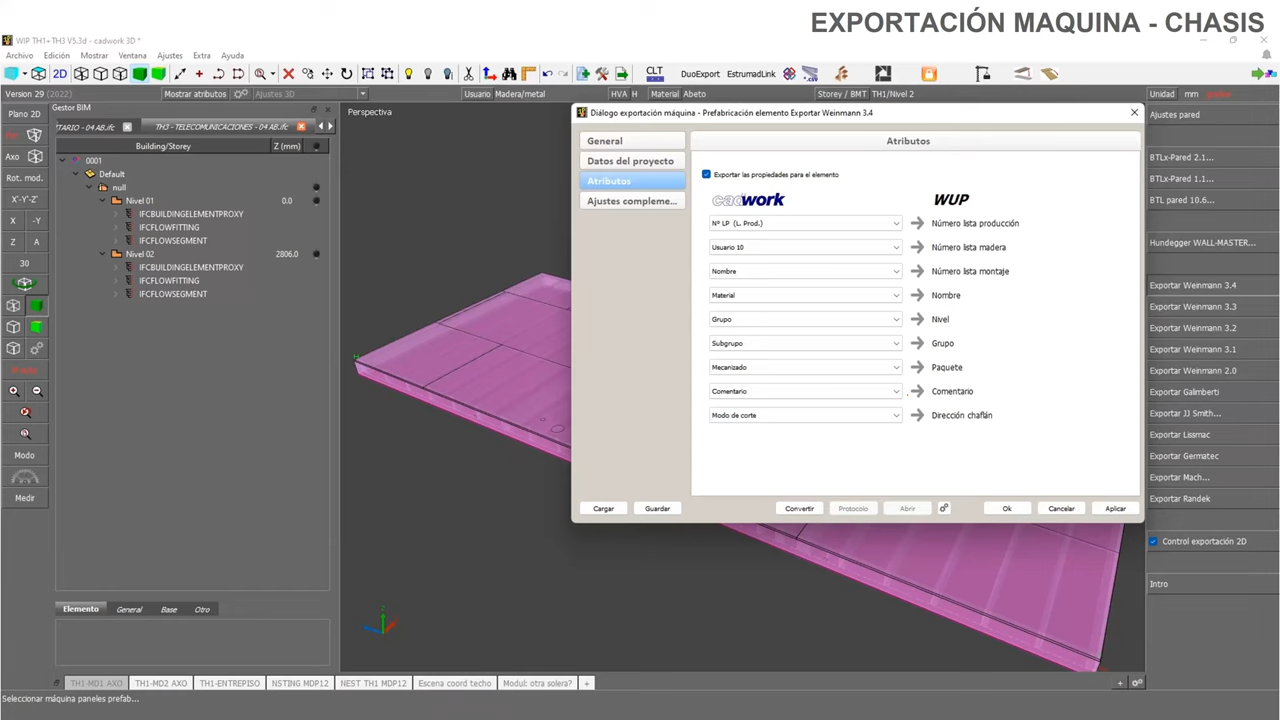 EXPORTACIÓN MAQUINA - CHASIS
WIP TH1+TH3 V5.3d - cadwork 3D *
Archivo Edición Mostrar Ventana Ajustes Extra Ayuda
2D CLT DuoExport EstrumadLink
Versión 29 (2022) Mostrar atributos Ajustes 3D Usuario Madera/metal HVA H Material Abeto Storey / BMT TH1/Nivel 2 Unidad mm
Plano 2D
Axo
Rot. mod.
X'-Y'-Z'
X -Y
Z A
30
Modo
Medir
Gestor BIM
TARIO - 04 AB.ifc TH3 - TELECOMUNICACIONES - 04 AB.ifc
Building/Storey Z (mm)
0001
Default
null
Nivel 01 0.0
IFCBUILDINGELEMENTPROXY
IFCFLOWFITTING
IFCFLOWSEGMENT
Nivel 02 2806.0
IFCBUILDINGELEMENTPROXY
IFCFLOWFITTING
IFCFLOWSEGMENT
Elemento General Base Otro
Perspectiva
Diálogo exportación máquina - Prefabricación elemento Exportar Weinmann 3.4
General
Datos del proyecto
Atributos
Ajustes compleme...
Atributos
Exportar las propiedades para el elemento
cadwork WUP
Nº LP (L. Prod.) Número lista producción
Usuario 10 Número lista madera
Nombre Número lista montaje
Material Nombre
Grupo Nivel
Subgrupo Grupo
Mecanizado Paquete
Comentario Comentario
Modo de corte Dirección chaflán
Cargar Guardar Convertir Protocolo Abrir Ok Cancelar Aplicar
Ajustes pared
BTLx-Pared 2.1...
BTLx-Pared 1.1...
BTL pared 10.6...
Hundegger WALL-MASTER...
Exportar Weinmann 3.4
Exportar Weinmann 3.3
Exportar Weinmann 3.2
Exportar Weinmann 3.1
Exportar Weinmann 2.0
Exportar Galimberti
Exportar JJ Smith...
Exportar Lissmac
Exportar Germatec
Exportar Mach...
Exportar Randek
Control exportación 2D
Intro
TH1-MD1 AXO TH1-MD2 AXO TH1-ENTREPISO NSTING MDP12 NEST TH1 MDP12 Escena coord techo Modul: otra solera? +
Seleccionar máquina paneles prefab...